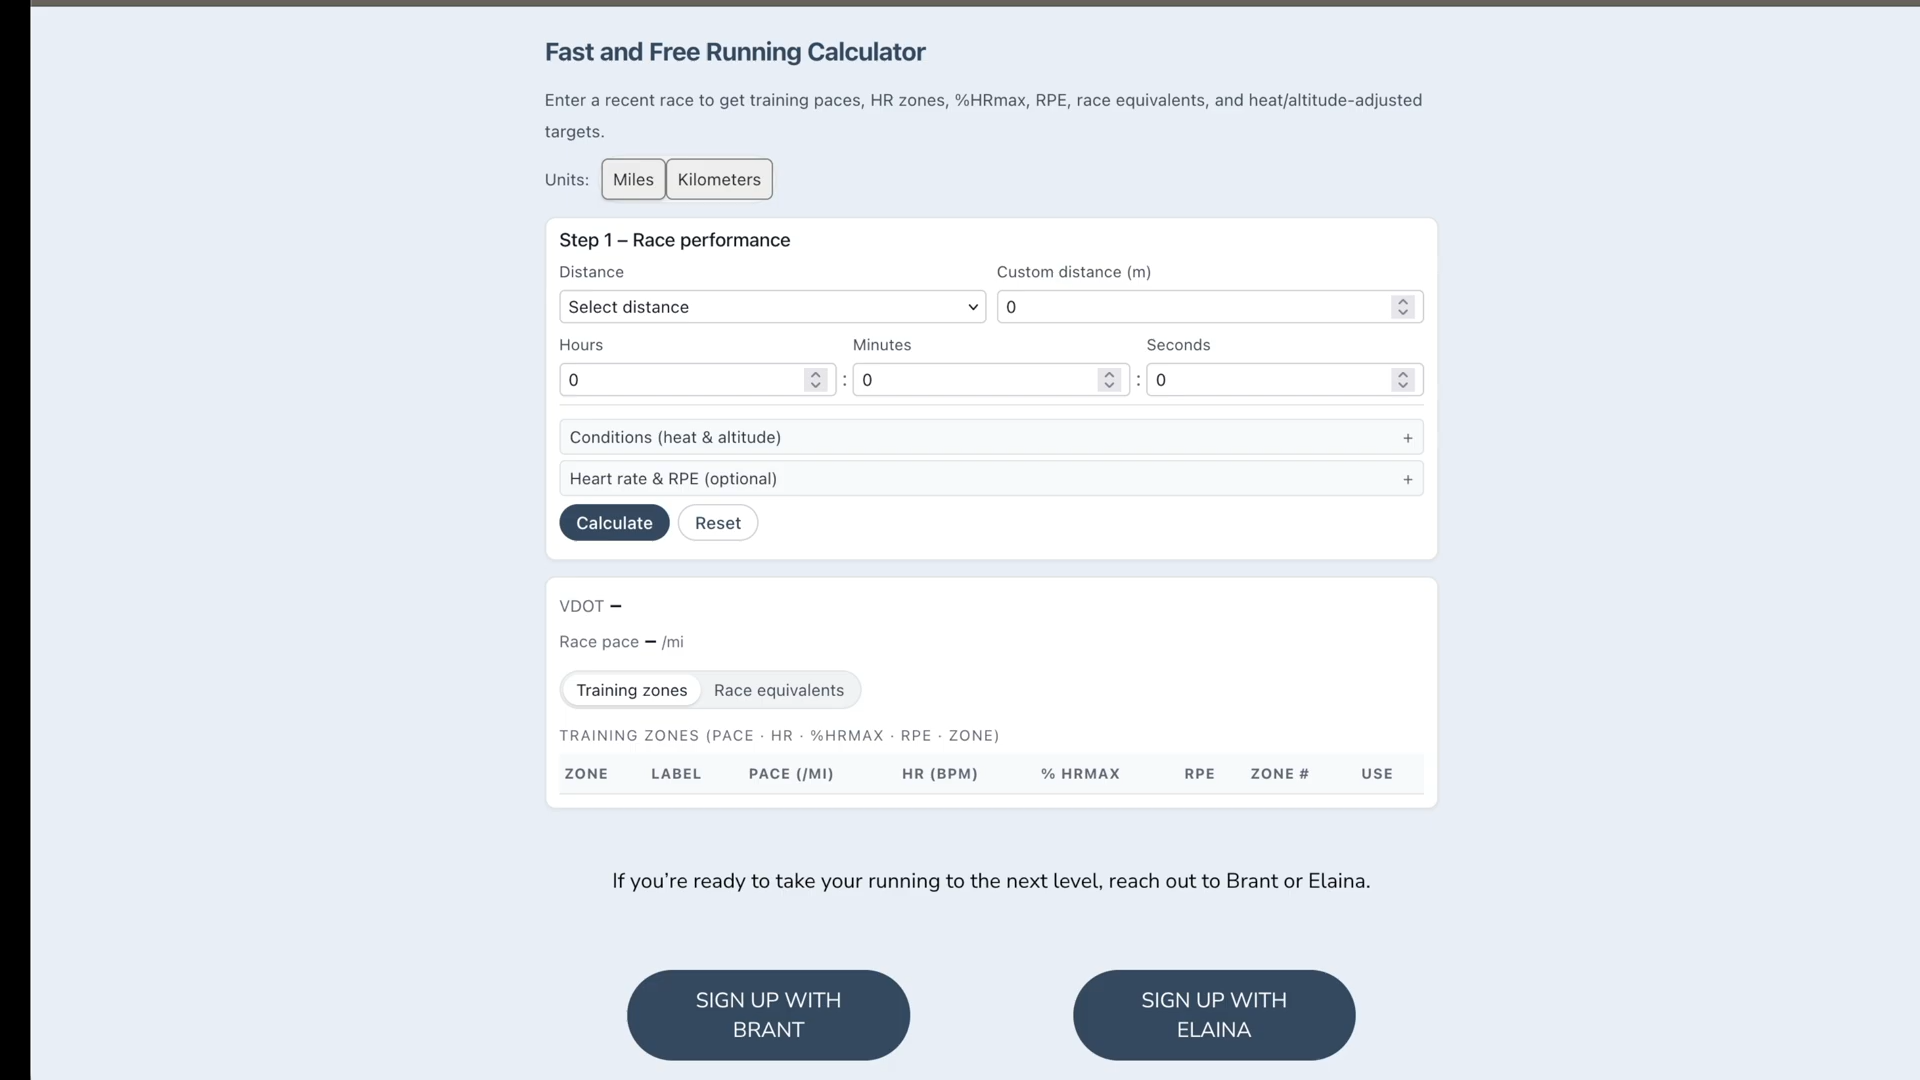 Fast and Free Running Calculator
Enter a recent race to get training paces, HR zones, %HRmax, RPE, race equivalents, and heat/altitude-adjusted
targets.
Units: Miles Kilometers
Step 1 – Race performance
Distance Custom distance (m)
Select distance 0
Hours Minutes Seconds
0 : 0 : 0
Conditions (heat & altitude) +
Heart rate & RPE (optional) +
Calculate Reset
VDOT –
Race pace – /mi
Training zones Race equivalents
TRAINING ZONES (PACE · HR · %HRMAX · RPE · ZONE)
ZONE LABEL PACE (/MI) HR (BPM) % HRMAX RPE ZONE # USE
If you’re ready to take your running to the next level, reach out to Brant or Elaina.
SIGN UP WITH
BRANT
SIGN UP WITH
ELAINA